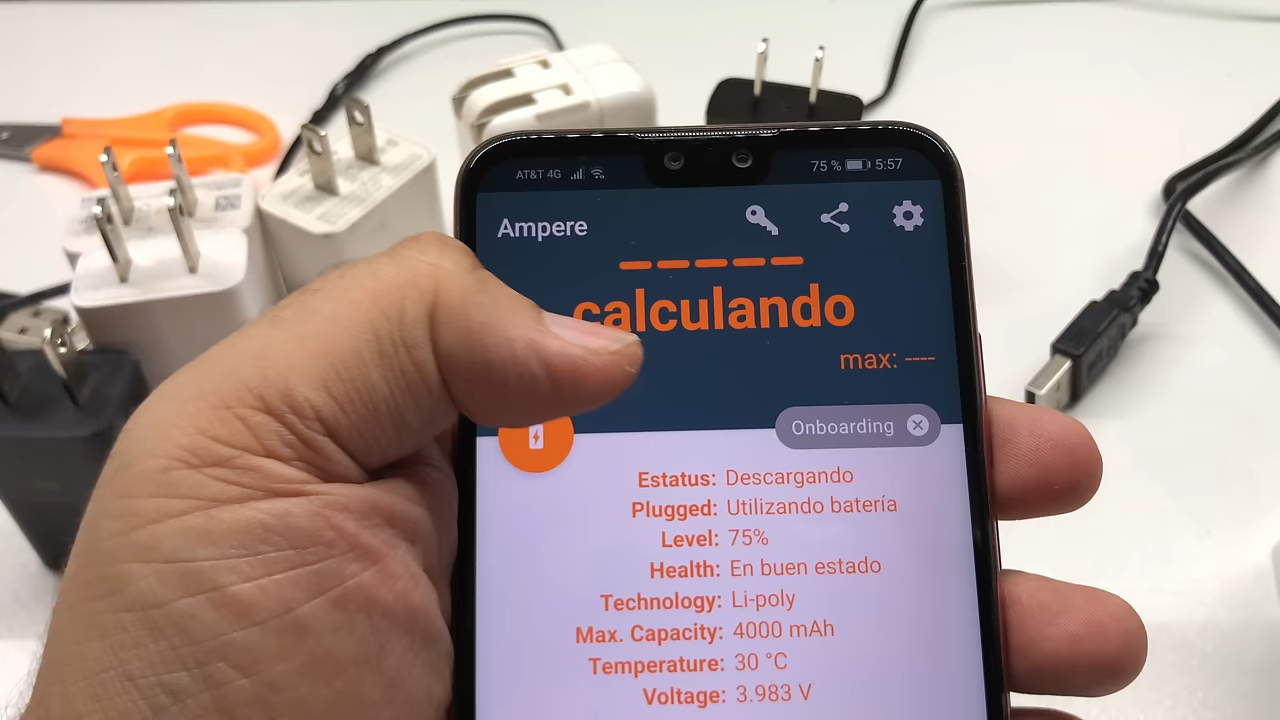 AT&T 4G 75 % 5:57
Ampere
calculando
max: ----
Onboarding
Estatus: Descargando
Plugged: Utilizando batería
Level: 75%
Health: En buen estado
Technology: Li-poly
Max. Capacity: 4000 mAh
Temperature: 30 °C
Voltage: 3.983 V